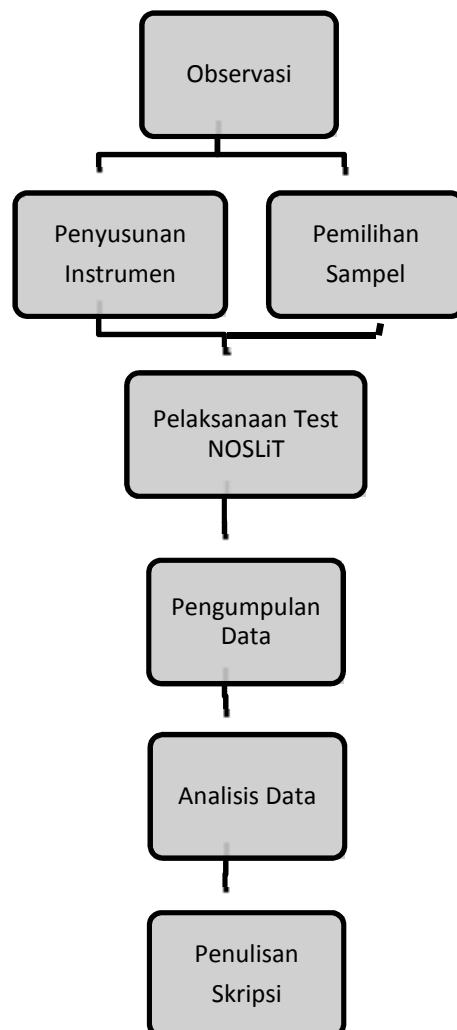 Observasi
Penyusunan
Instrumen
Pemilihan
Sampel
Pelaksanaan Test
NOSLiT
Pengumpulan
Data
Analisis Data
Penulisan
Skripsi